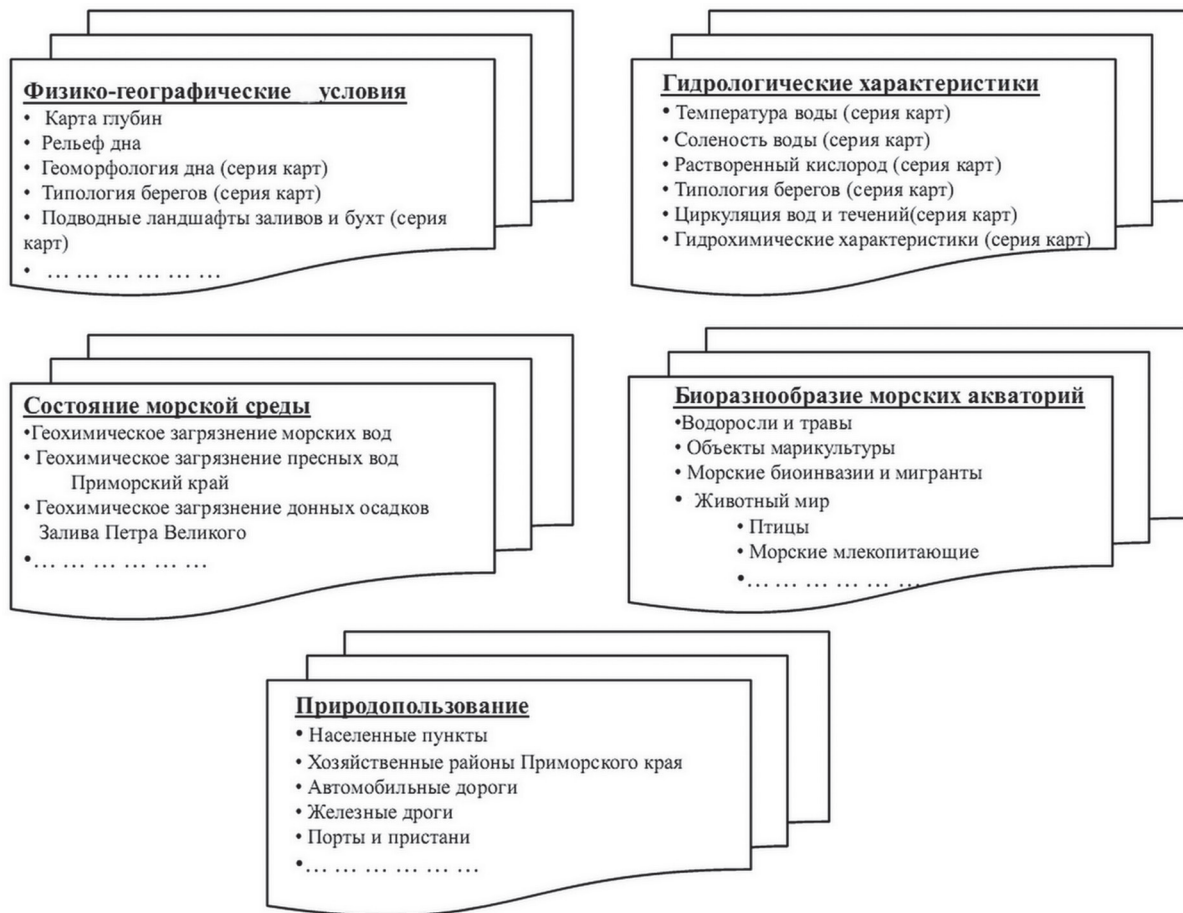 Физико-географические условия
• Карта глубин
• Рельеф дна
• Геоморфология дна (серия карт)
• Типология берегов (серия карт)
• Подводные ландшафты заливов и бухт (серия
карт)
• … … … … … …
Гидрологические характеристики
• Температура воды (серия карт)
• Соленость воды (серия карт)
• Растворенный кислород (серия карт)
• Типология берегов (серия карт)
• Циркуляция вод и течений(серия карт)
• Гидрохимические характеристики (серия карт)
Состояние морской среды
•Геохимическое загрязнение морских вод
• Геохимическое загрязнение пресных вод
Приморский край
• Геохимическое загрязнение донных осадков
Залива Петра Великого
•… … … … … …
Биоразнообразие морских акваторий
•Водоросли и травы
• Объекты марикультуры
• Морские биоинвазии и мигранты
• Животный мир
• Птицы
• Морские млекопитающие
•… … … … … …
Природопользование
• Населенные пункты
• Хозяйственные районы Приморского края
• Автомобильные дороги
• Железные дроги
• Порты и пристани
•… … … … … …